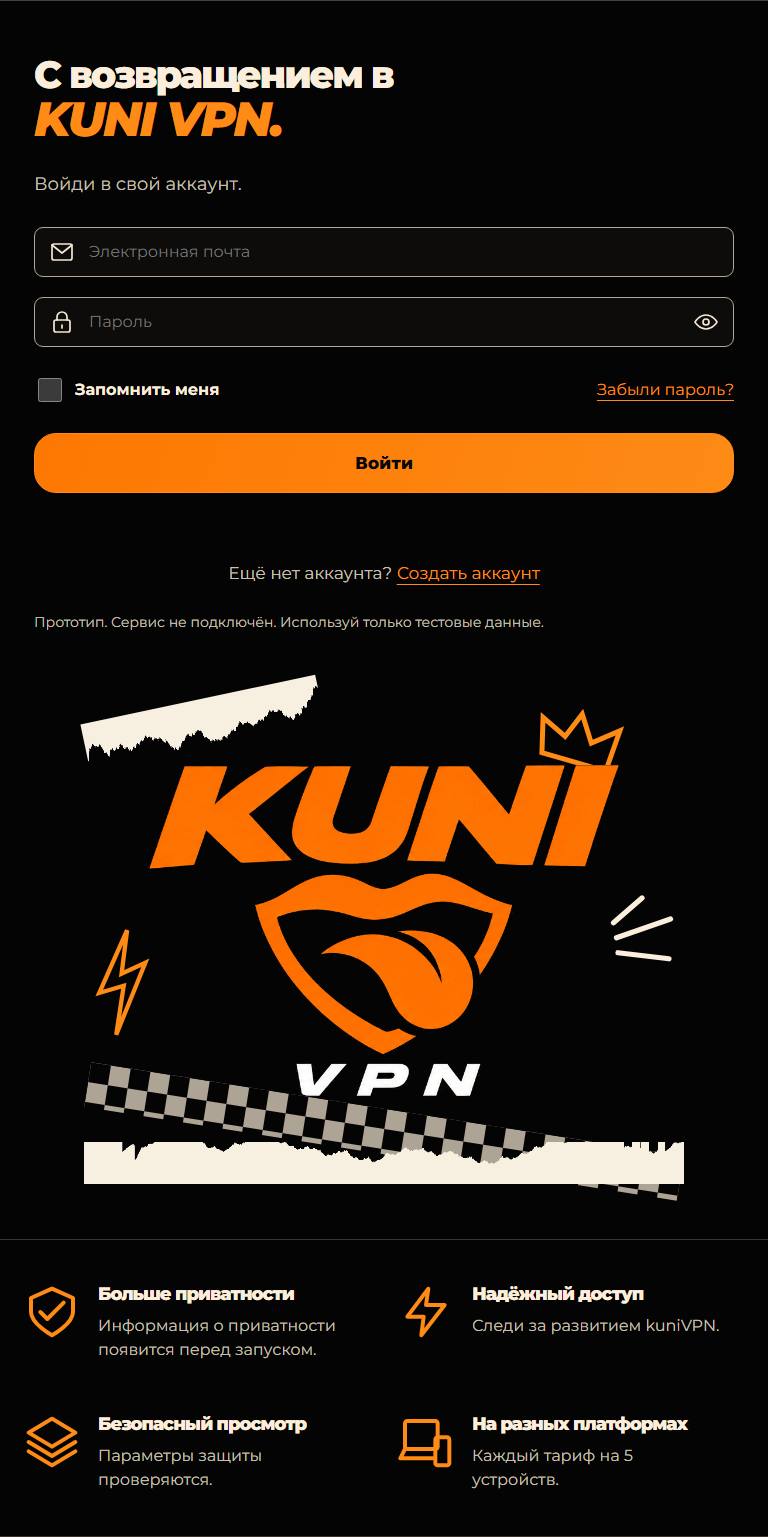 С возвращением в
KUNI VPN.
Войди в свой аккаунт.
Электронная почта
Пароль
Запомнить меня
Забыли пароль?
Войти
Ещё нет аккаунта? Создать аккаунт
Прототип. Сервис не подключён. Используй только тестовые данные.
KUNI
VPN
Больше приватности
Информация о приватности
появится перед запуском.
Надёжный доступ
Следи за развитием kuniVPN.
Безопасный просмотр
Параметры защиты
проверяются.
На разных платформах
Каждый тариф на 5
устройств.